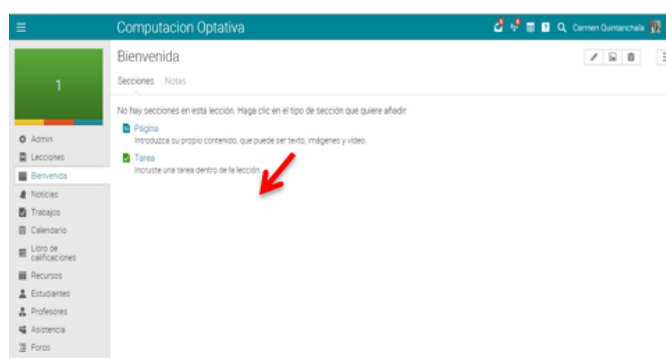 Computacion Optativa
Carmen Quintanchala
1
Bienvenida
Secciones Notas
No hay secciones en esta lección. Haga clic en el tipo de sección que quiere añadir:
Página
Introduzca su propio contenido, que puede ser texto, imágenes y vídeo.
Tarea
Incruste una tarea dentro de la lección.
Admin
Lecciones
Bienvenida
Noticias
Trabajos
Calendario
Libro de
calificaciones
Recursos
Estudiantes
Profesores
Asistencia
Foros